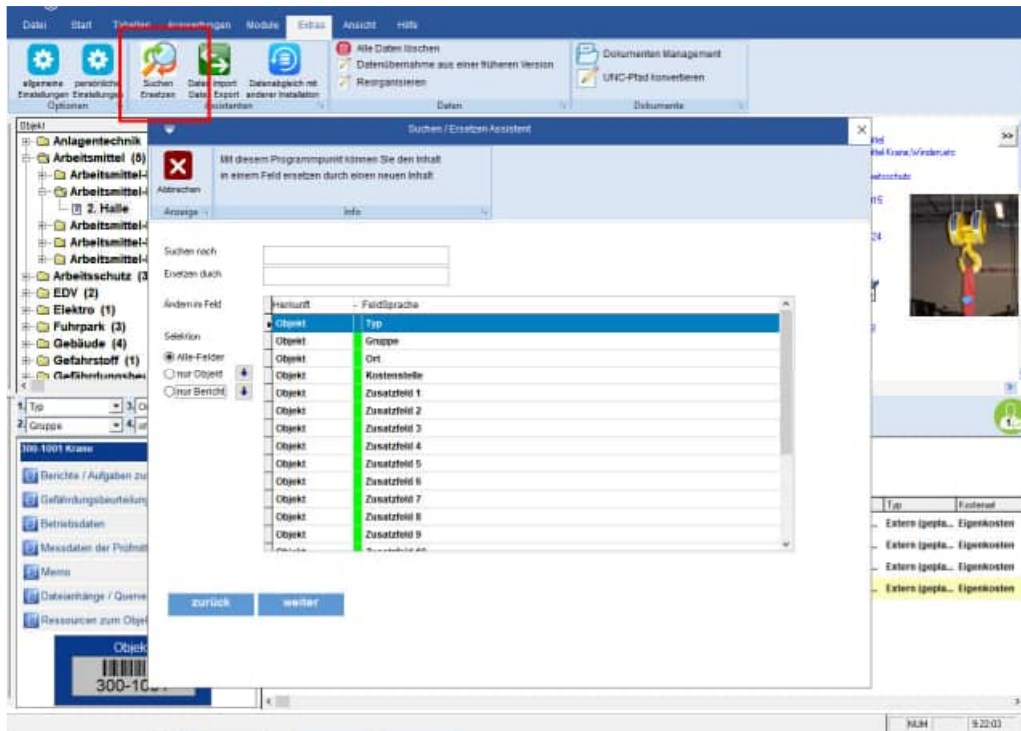 Datei Start Tabellen Auswertungen Module Extras Ansicht Hilfe
allgemeine Einstellungen
persönliche Einstellungen
Optionen
Suchen Ersetzen
Daten Import
Daten Export
Datenabgleich mit anderer Installation
Assistenten
Alle Daten löschen
Datenübernahme aus einer früheren Version
Reorganisieren
Daten
Dokumenten Management
UNC-Pfad konvertieren
Dokumente
Objekt
Anlagentechnik
Arbeitsmittel (8)
Arbeitsmittel-
Arbeitsmittel-
2. Halle
Arbeitsmittel-
Arbeitsmittel-
Arbeitsmittel-
Arbeitsschutz (3
EDV (2)
Elektro (1)
Fuhrpark (3)
Gebäude (4)
Gefahrstoff (1)
1. Typ
3.
2. Gruppe
4.
300-1001 Krane
Berichte / Aufgaben zu
Gefährdungsbeurteilung
Betriebsdaten
Messdaten der Prüfmit
Memo
Dateianhänge / Querve
Ressourcen zum Objek
Objek
300-10
Suchen / Ersetzen Assistent
Abbrechen
Anzeige
Mit diesem Programmpunkt können Sie den Inhalt
in einem Feld ersetzen durch einen neuen Inhalt
Info
Suchen nach
Ersetzen durch
Ändern in Feld
Selektion
Alle-Felder
nur Objekt
nur Bericht
Herkunft - FeldSprache
Objekt Typ
Objekt Gruppe
Objekt Ort
Objekt Kostenstelle
Objekt Zusatzfeld 1
Objekt Zusatzfeld 2
Objekt Zusatzfeld 3
Objekt Zusatzfeld 4
Objekt Zusatzfeld 5
Objekt Zusatzfeld 6
Objekt Zusatzfeld 7
Objekt Zusatzfeld 8
Objekt Zusatzfeld 9
zurück weiter
>>
Typ
Extern (gepla... Eigenkosten
Extern (gepla... Eigenkosten
Extern (gepla... Eigenkosten
Extern (gepla... Eigenkosten
NUM 9:22:03